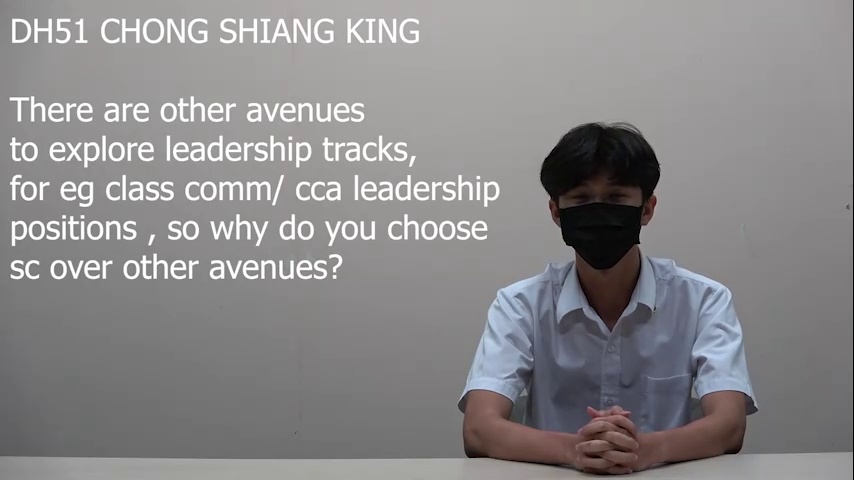 DH51 CHONG SHIANG KING
There are other avenues
to explore leadership tracks,
for eg class comm/ cca leadership
positions , so why do you choose
sc over other avenues?